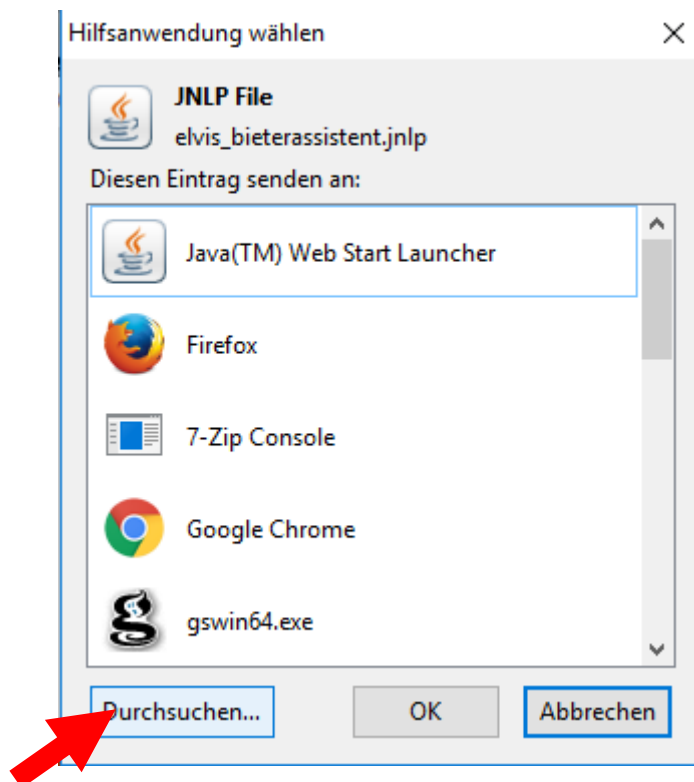 Hilfsanwendung wählen
JNLP File
elvis_bieterassistent.jnlp
Diesen Eintrag senden an:
Java(TM) Web Start Launcher
Firefox
7-Zip Console
Google Chrome
gswin64.exe
Durchsuchen... OK Abbrechen